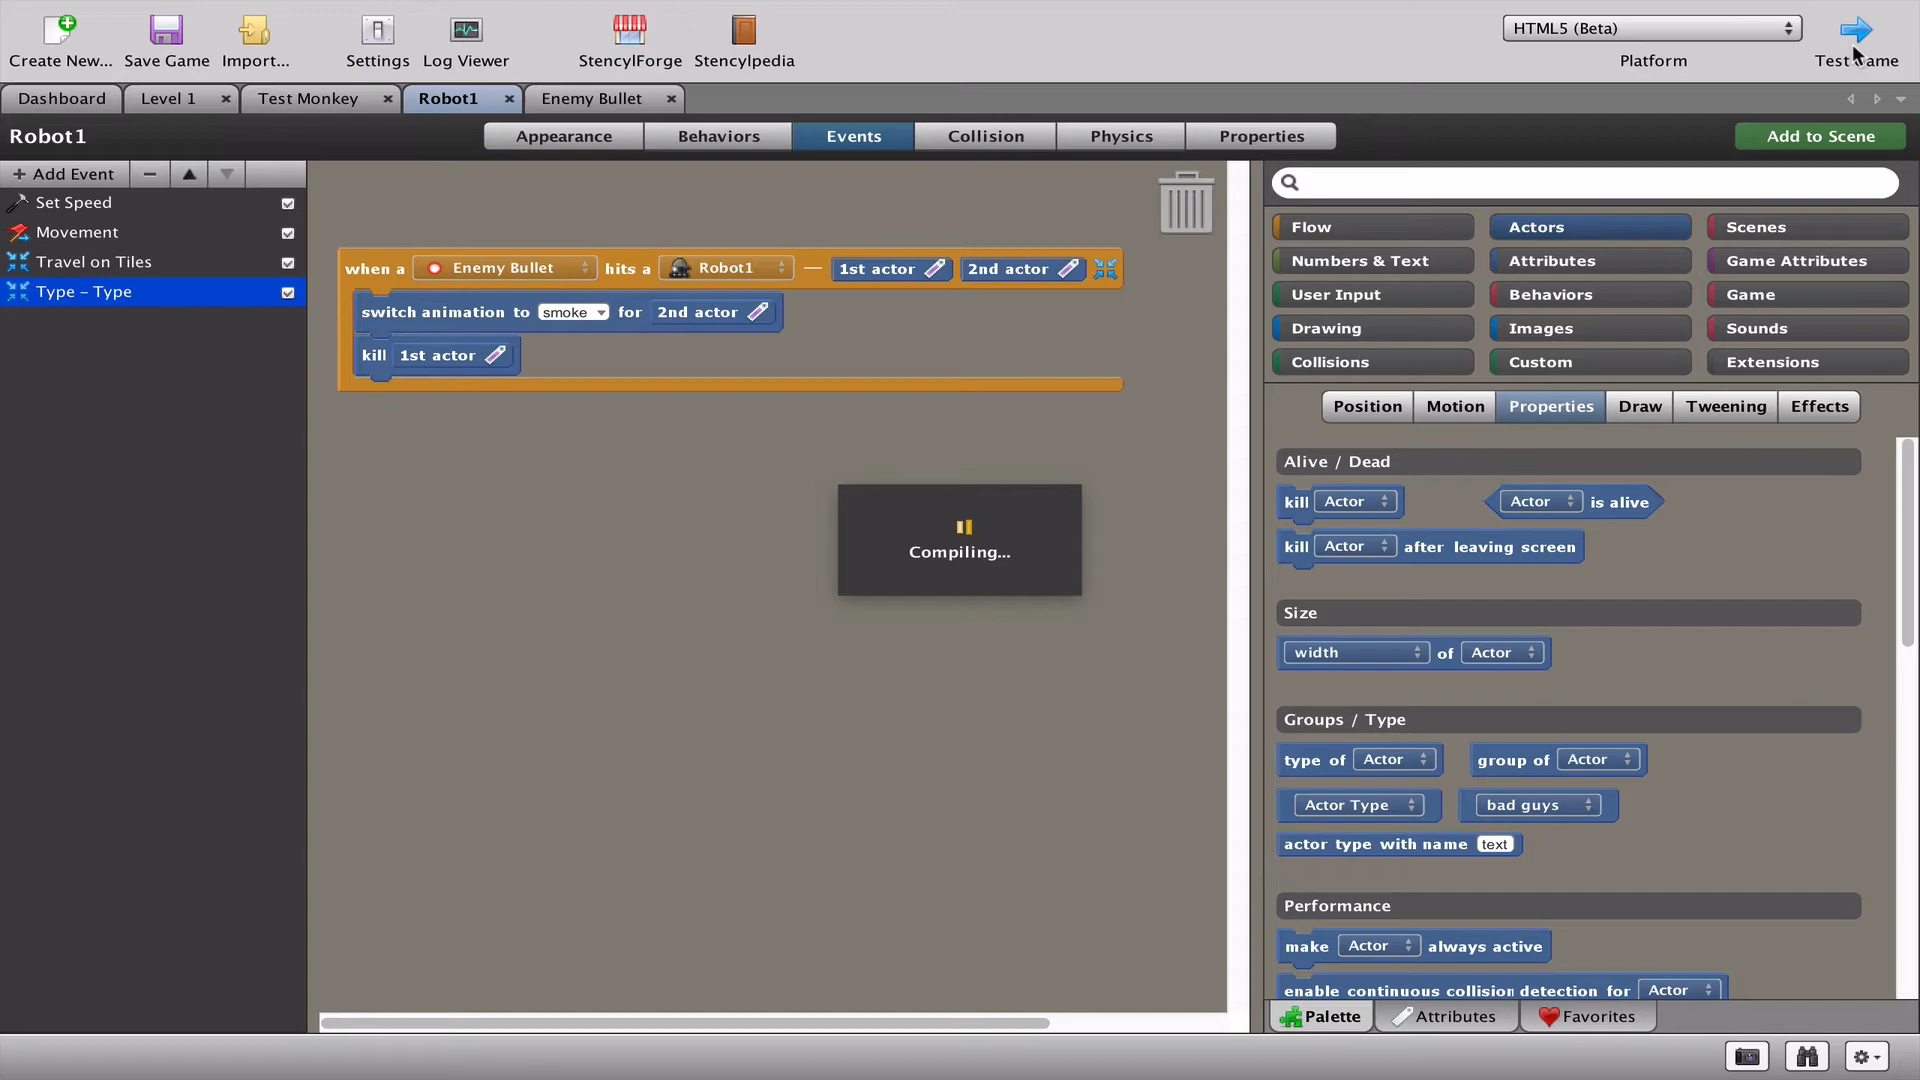 Create New...
Save Game
Import...
Settings
Log Viewer
StencylForge
Stencylpedia
HTML5 (Beta)
Platform
Test Game
Dashboard
Level 1
Test Monkey
Robot1
Enemy Bullet
Robot1
Appearance
Behaviors
Events
Collision
Physics
Properties
Add to Scene
+ Add Event
Set Speed
Movement
Travel on Tiles
Type - Type
when a Enemy Bullet hits a Robot1 — 1st actor 2nd actor
switch animation to smoke for 2nd actor
kill 1st actor
Compiling...
Flow
Actors
Scenes
Numbers & Text
Attributes
Game Attributes
User Input
Behaviors
Game
Drawing
Images
Sounds
Collisions
Custom
Extensions
Position
Motion
Properties
Draw
Tweening
Effects
Alive / Dead
kill Actor
Actor is alive
kill Actor after leaving screen
Size
width of Actor
Groups / Type
type of Actor
group of Actor
Actor Type
bad guys
actor type with name text
Performance
make Actor always active
enable continuous collision detection for Actor
Palette
Attributes
Favorites